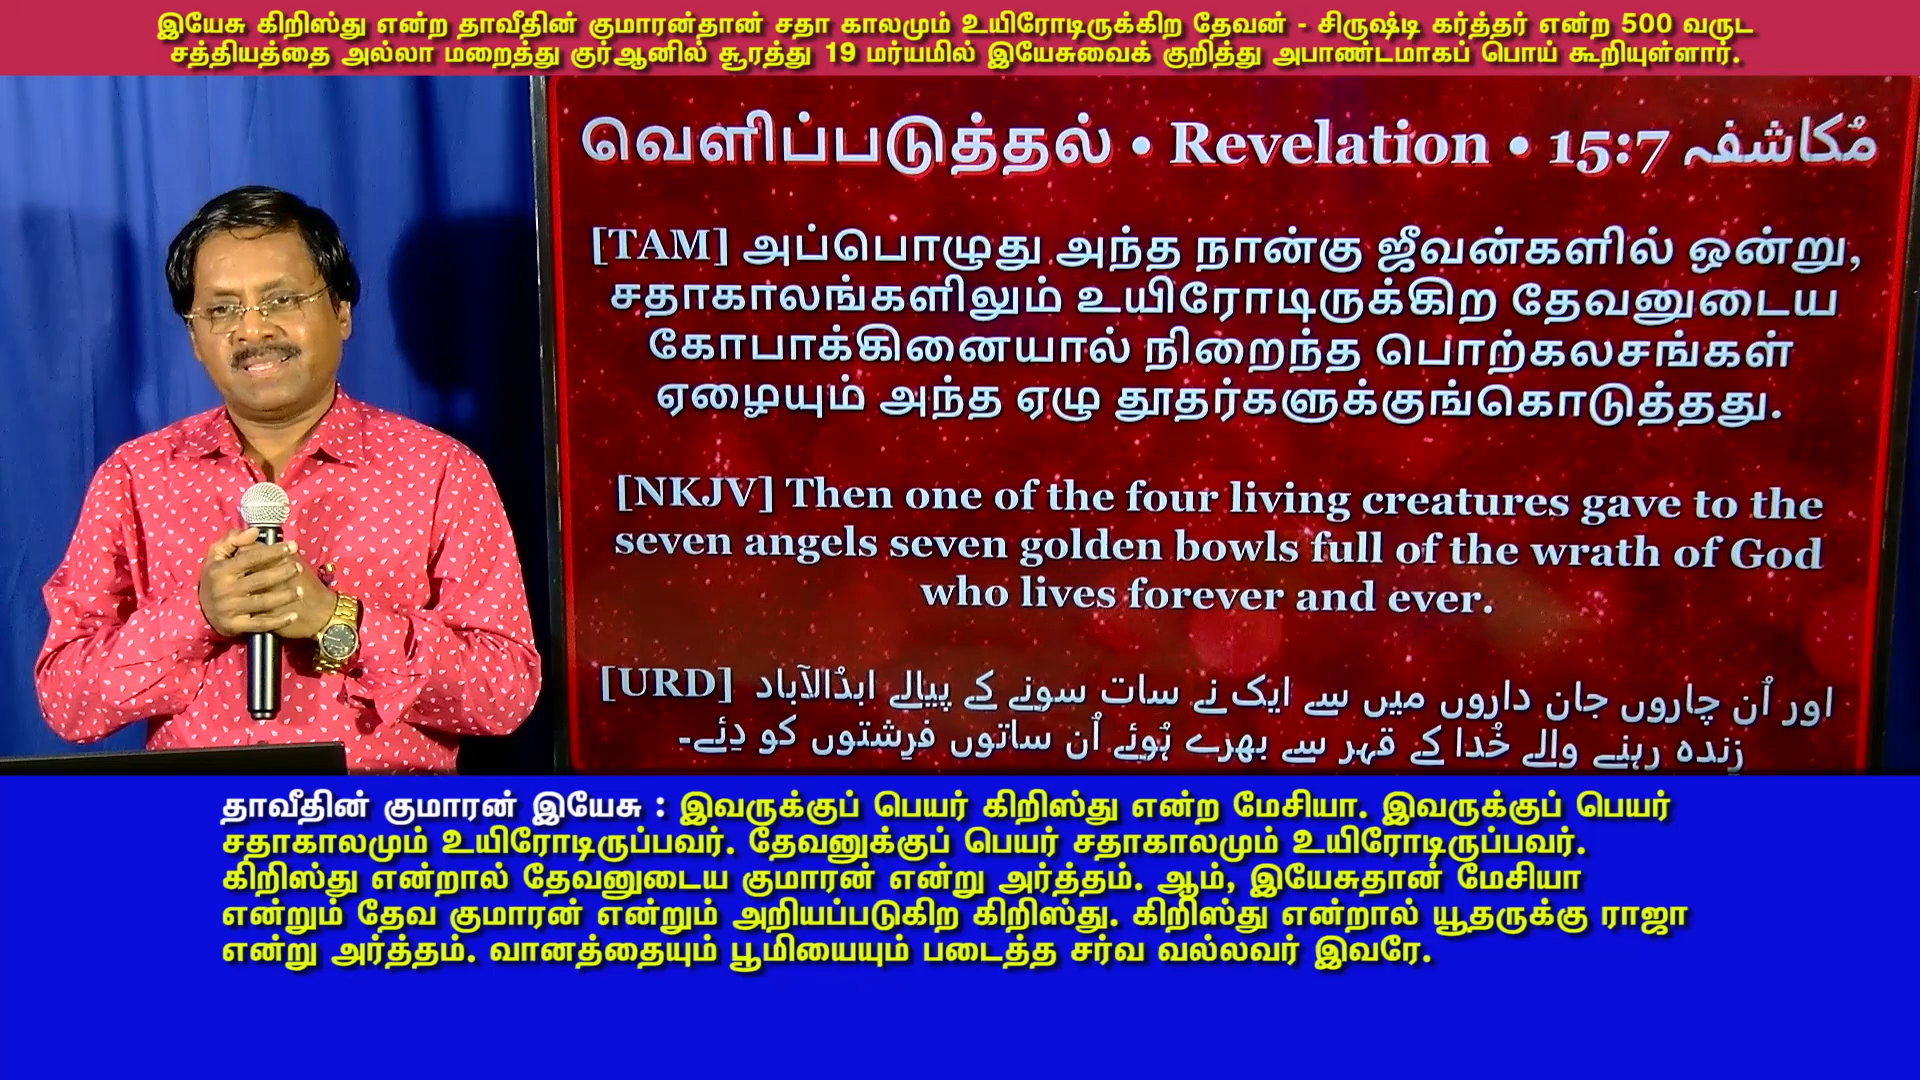 இயேசு கிறிஸ்து என்ற தாவீதின் குமாரன்தான் சதா காலமும் உயிரோடிருக்கிற தேவன் - சிருஷ்டி கர்த்தர் என்ற 500 வருட
சத்தியத்தை அல்லா மறைத்து குர்ஆனில் சூரத்து 19 மர்யமில் இயேசுவைக் குறித்து அபாண்டமாகப் பொய் கூறியுள்ளார்.
வெளிப்படுத்தல் • Revelation • 15:7 مُکاشفہ
[TAM] அப்பொழுது அந்த நான்கு ஜீவன்களில் ஒன்று,
சதாகாலங்களிலும் உயிரோடிருக்கிற தேவனுடைய
கோபாக்கினையால் நிறைந்த பொற்கலசங்கள்
ஏழையும் அந்த ஏழு தூதர்களுக்குங்கொடுத்தது.
[NKJV] Then one of the four living creatures gave to the
seven angels seven golden bowls full of the wrath of God
who lives forever and ever.
[URD] اور اُن چاروں جان داروں میں سے ایک نے سات سونے کے پیالے ابدُالآباد
زِندہ رہنے والے خُدا کے قہر سے بھرے ہُوئے اُن ساتوں فرِشتوں کو دِئے۔
தாவீதின் குமாரன் இயேசு : இவருக்குப் பெயர் கிறிஸ்து என்ற மேசியா. இவருக்குப் பெயர்
சதாகாலமும் உயிரோடிருப்பவர். தேவனுக்குப் பெயர் சதாகாலமும் உயிரோடிருப்பவர்.
கிறிஸ்து என்றால் தேவனுடைய குமாரன் என்று அர்த்தம். ஆம், இயேசுதான் மேசியா
என்றும் தேவ குமாரன் என்றும் அறியப்படுகிற கிறிஸ்து. கிறிஸ்து என்றால் யூதருக்கு ராஜா
என்று அர்த்தம். வானத்தையும் பூமியையும் படைத்த சர்வ வல்லவர் இவரே.